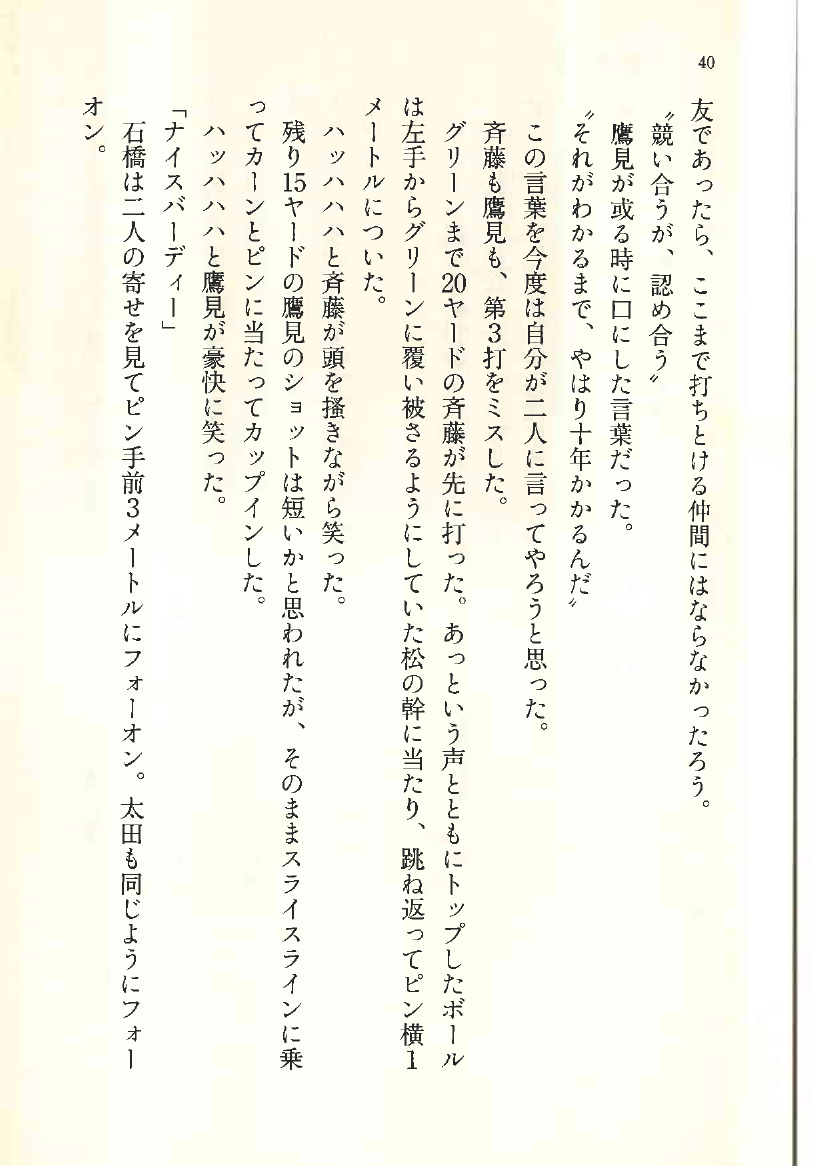 40
友であったら、ここまで打ちとける仲間にはならなかったろう。
〝競い合うが、認め合う〟
鷹見が或る時に口にした言葉だった。
〝それがわかるまで、やはり十年かかるんだ〟
この言葉を今度は自分が二人に言ってやろうと思った。
斉藤も鷹見も、第3打をミスした。
グリーンまで20ヤードの斉藤が先に打った。あっという声とともにトップしたボール
は左手からグリーンに覆い被さるようにしていた松の幹に当たり、跳ね返ってピン横1
メートルについた。
ハッハハハと斉藤が頭を掻きながら笑った。
残り15ヤードの鷹見のショットは短いかと思われたが、そのままスライスラインに乗
ってカーンとピンに当たってカップインした。
ハッハハハと鷹見が豪快に笑った。
「ナイスバーディー」
石橋は二人の寄せを見てピン手前3メートルにフォーオン。太田も同じようにフォー
オン。